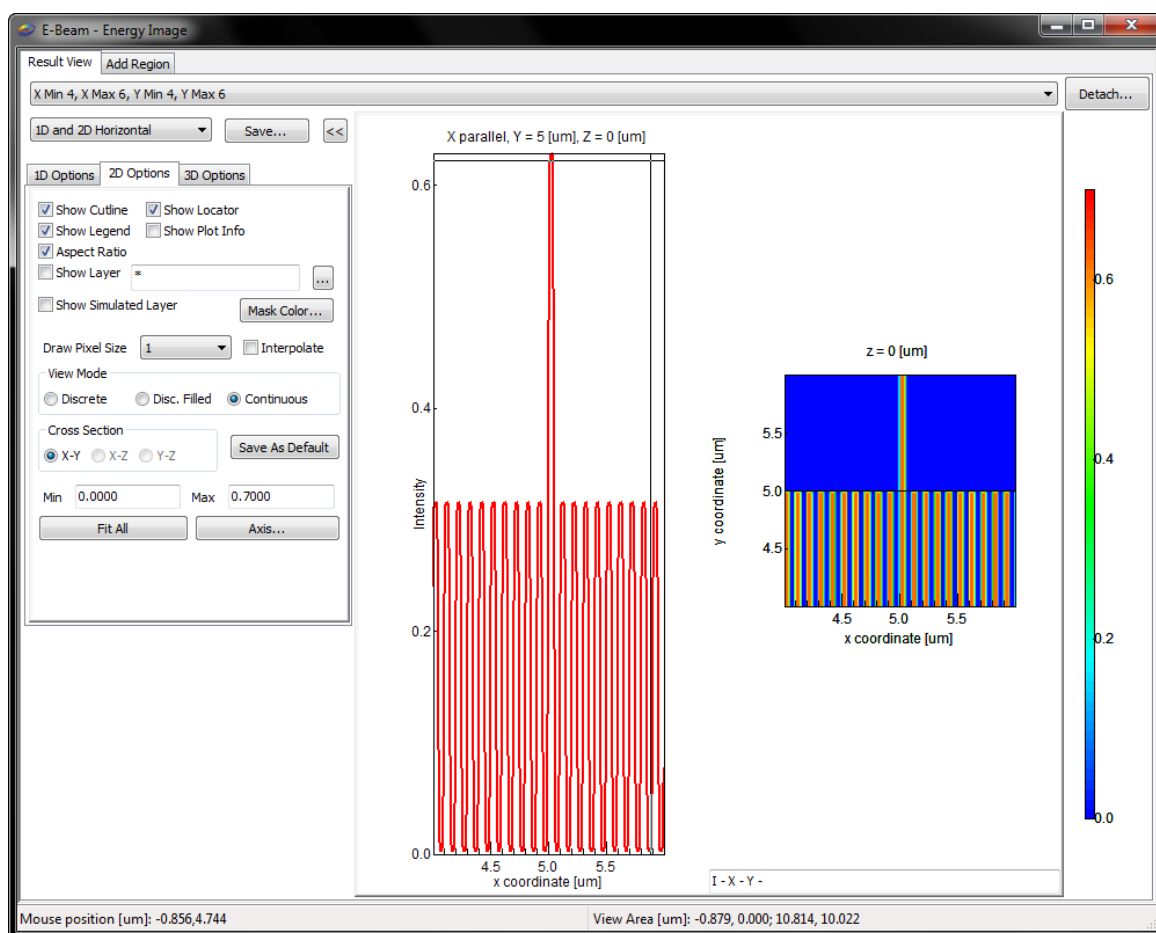 E-Beam - Energy Image
Result View Add Region
X Min 4, X Max 6, Y Min 4, Y Max 6
Detach...
1D and 2D Horizontal Save... <<
1D Options 2D Options 3D Options
Show Cutline Show Locator
Show Legend Show Plot Info
Aspect Ratio
Show Layer * ...
Show Simulated Layer
Mask Color...
Draw Pixel Size 1 Interpolate
View Mode
Discrete Disc. Filled Continuous
Cross Section
X-Y X-Z Y-Z
Save As Default
Min 0.0000 Max 0.7000
Fit All Axis...
X parallel, Y = 5 [um], Z = 0 [um]
0.6
0.4
0.2
0.0
Intensity
4.5 5.0 5.5
x coordinate [um]
z = 0 [um]
5.5
5.0
4.5
y coordinate [um]
4.5 5.0 5.5
x coordinate [um]
0.6
0.4
0.2
0.0
I - X - Y -
Mouse position [um]: -0.856,4.744
View Area [um]: -0.879, 0.000; 10.814, 10.022